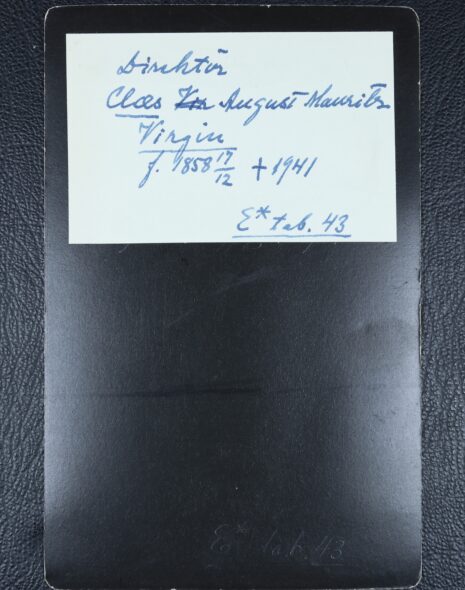 Direktör
Claes August Mauritz
Virgin
f. 1858 17/12 + 1941
E* tab. 43
E* tab. 43